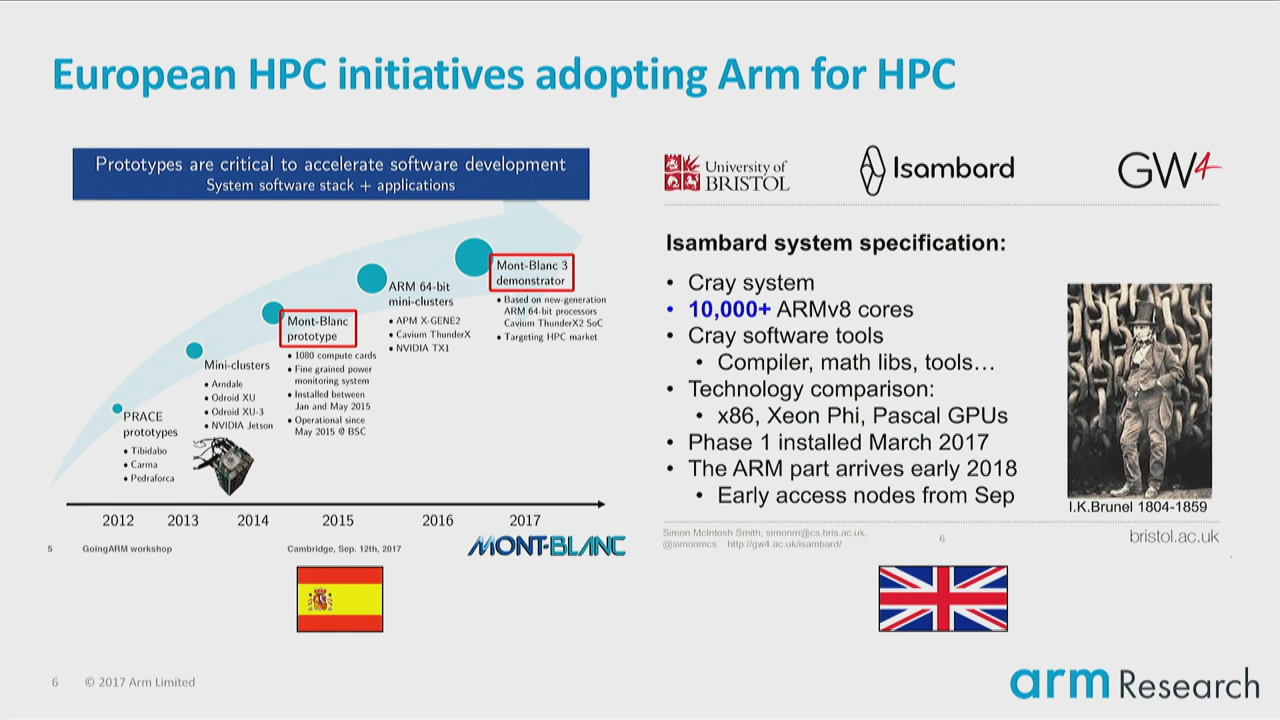 European HPC initiatives adopting Arm for HPC
Prototypes are critical to accelerate software development
System software stack + applications
PRACE
prototypes
• Tibidabo
• Carma
• Pedraforca
Mini-clusters
• Arndale
• Odroid XU
• Odroid XU-3
• NVIDIA Jetson
Mont-Blanc
prototype
• 1080 compute cards
• Fine grained power
monitoring system
• Installed between
Jan and May 2015
• Operational since
May 2015 @ BSC
ARM 64-bit
mini-clusters
• APM X-GENE2
• Cavium ThunderX
• NVIDIA TX1
Mont-Blanc 3
demonstrator
• Based on new-generation
ARM 64-bit processors
Cavium ThunderX2 SoC
• Targeting HPC market
2012 2013 2014 2015 2016 2017
5 GoingARM workshop Cambridge, Sep. 12th, 2017 MONT-BLANC
University of
BRISTOL
Isambard
GW4
Isambard system specification:
• Cray system
• 10,000+ ARMv8 cores
• Cray software tools
• Compiler, math libs, tools…
• Technology comparison:
• x86, Xeon Phi, Pascal GPUs
• Phase 1 installed March 2017
• The ARM part arrives early 2018
• Early access nodes from Sep
I.K.Brunel 1804-1859
Simon McIntosh Smith, simonm@cs.bris.ac.uk,
@simonmcs http://gw4.ac.uk/isambard/
6
bristol.ac.uk
6 © 2017 Arm Limited
arm Research